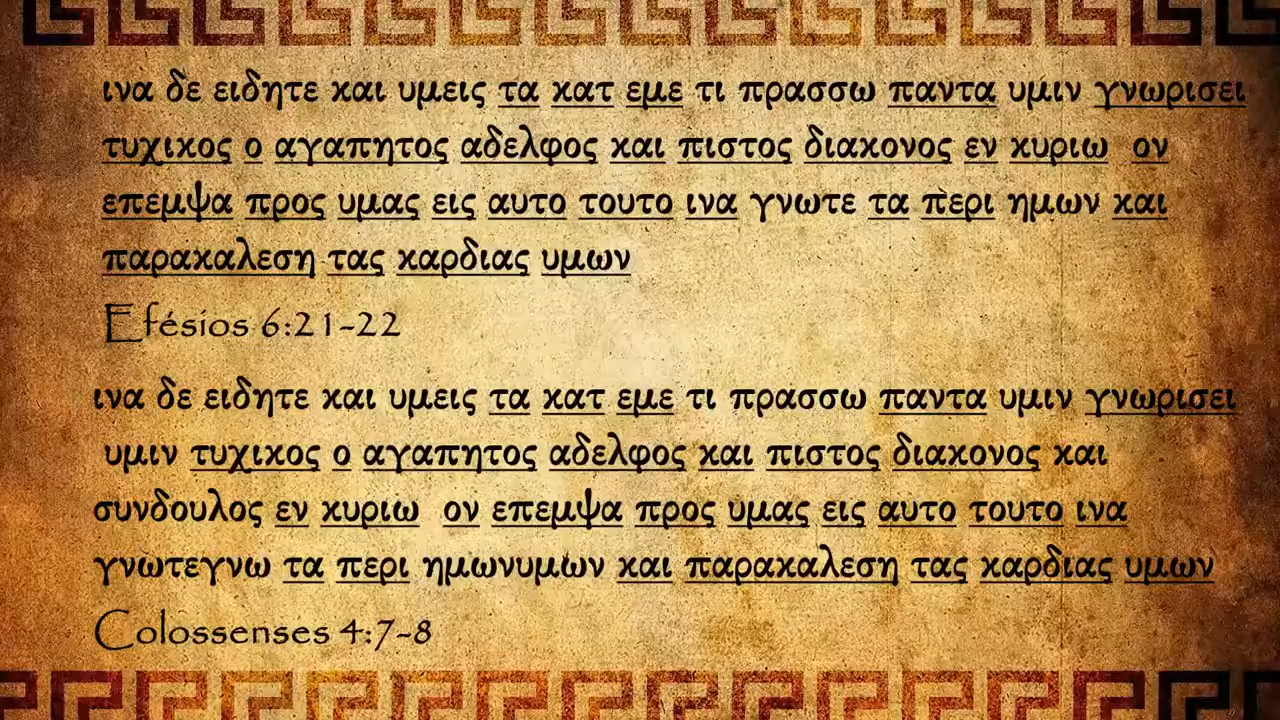 ινα δε ειδητε και υμεις τα κατ εμε τι πρασσω παντα υμιν γνωρισει
τυχικος ο αγαπητος αδελφος και πιστος διακονος εν κυριω ον
επεμψα προς υμας εις αυτο τουτο ινα γνωτε τα περι ημων και
παρακαλεση τας καρδιας υμων
Efésios 6:21-22
ινα δε ειδητε και υμεις τα κατ εμε τι πρασσω παντα υμιν γνωρισει
υμιν τυχικος ο αγαπητος αδελφος και πιστος διακονος και
συνδουλος εν κυριω ον επεμψα προς υμας εις αυτο τουτο ινα
γνωτεγνω τα περι ημωνυμων και παρακαλεση τας καρδιας υμων
Colossenses 4:7-8